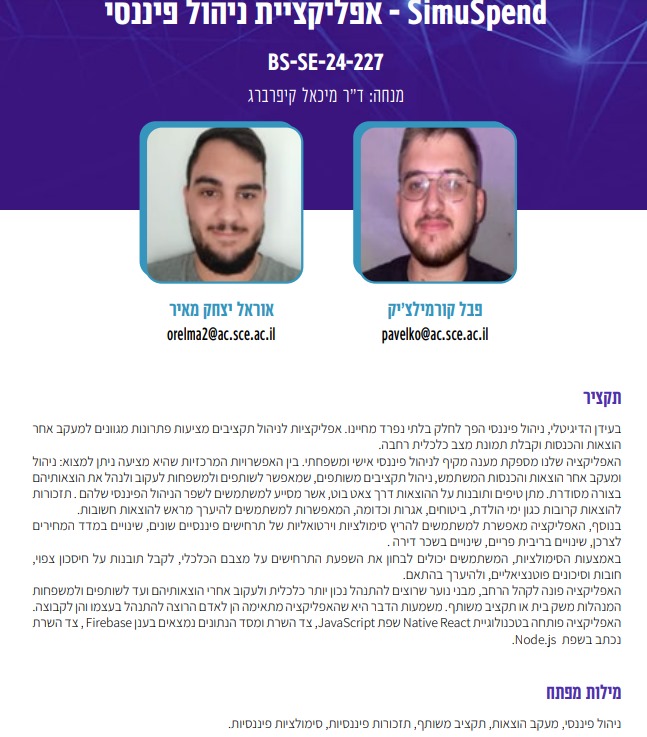 SimuSpend - אפליקציית ניהול פיננסי
BS-SE-24-227
מנחה: ד"ר מיכאל קיפרברג
פבל קורמילצ'יק
pavelko@ac.sce.ac.il
אוראל יצחק מאיר
orelma2@ac.sce.ac.il
תקציר
בעידן הדיגיטלי, ניהול פיננסי הפך לחלק בלתי נפרד מחיינו. אפליקציות לניהול תקציבים מציעות פתרונות מגוונים למעקב אחר
הוצאות והכנסות וקבלת תמונת מצב כלכלית רחבה.
האפליקציה שלנו מספקת מענה מקיף לניהול פיננסי אישי ומשפחתי. בין האפשרויות המרכזיות שהיא מציעה ניתן למצוא: ניהול
ומעקב אחר הוצאות והכנסות המשתמש, ניהול תקציבים משותפים, שמאפשר לשותפים ולמשפחות לעקוב ולנהל את הוצאותיהם
בצורה מסודרת. מתן טיפים ותובנות על ההוצאות דרך צאט בוט, אשר מסייע למשתמשים לשפר הניהול הפיננסי שלהם . תזכורות
להוצאות קרובות כגון ימי הולדת, ביטוחים, אגרות וכדומה, המאפשרות למשתמשים להיערך מראש להוצאות חשובות.
בנוסף, האפליקציה מאפשרת למשתמשים להריץ סימולציות וירטואליות של תרחישים פיננסיים שונים, שינויים במדד המחירים
לצרכן, שינויים בריבית פריים, שינויים בשכר דירה .
באמצעות הסימולציות, המשתמשים יכולים לבחון את השפעת התרחישים על מצבם הכלכלי, לקבל תובנות על חיסכון צפוי,
חובות וסיכונים פוטנציאליים, ולהיערך בהתאם.
האפליקציה פונה לקהל הרחב, מבני נוער שרוצים להתנהל נכון יותר כלכלית ולעקוב אחרי הוצאותיהם ועד לשותפים ולמשפחות
המנהלות משק בית או תקציב משותף. משמעות הדבר היא שהאפליקציה מתאימה הן לאדם הרוצה להתנהל בעצמו והן לקבוצה.
האפליקציה פותחה בטכנולוגיית Native React שפת JavaScript, צד השרת ומסד הנתונים נמצאים בענן Firebase , צד השרת
נכתב בשפת Node.js.
מילות מפתח
ניהול פיננסי, מעקב הוצאות, תקציב משותף, תזכורות פיננסיות, סימולציות פיננסיות.